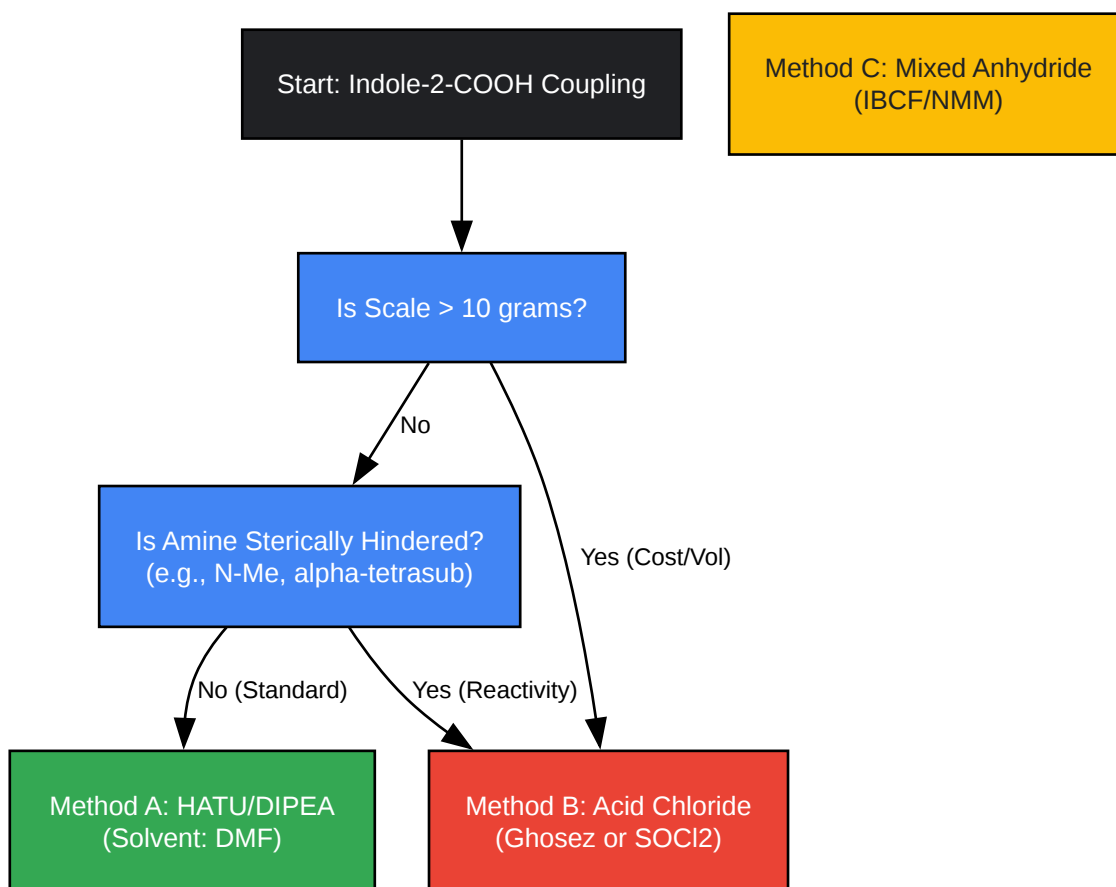 Start: Indole-2-COOH Coupling
Method C: Mixed Anhydride
(IBCF/NMM)
Is Scale > 10 grams?
No
Is Amine Sterically Hindered?
(e.g., N-Me, alpha-tetrasub)
Yes (Cost/Vol)
No (Standard)
Yes (Reactivity)
Method A: HATU/DIPEA
(Solvent: DMF)
Method B: Acid Chloride
(Ghosez or SOCl2)